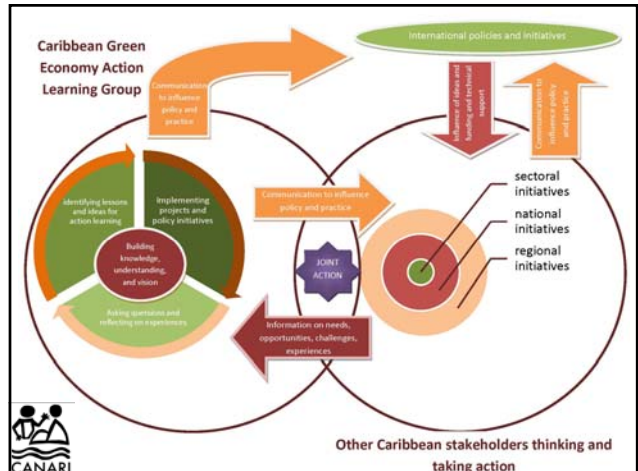 Caribbean Green
Economy Action
Learning Group
International policies and initiatives
Communication
to influence
policy and
practice
Influence of ideas and
funding and technical
support
Communication to
influence policy
and practice
identifying lessons
and ideas for
action learning
Implementing
projects and
policy initiatives
Building
knowledge,
understanding,
and vision
Asking questions and
reflecting on experiences
Communication to influence
policy and practice
JOINT
ACTION
sectoral
initiatives
national
initiatives
regional
initiatives
Information on needs,
opportunities, challenges,
experiences
CANARI
Other Caribbean stakeholders thinking and
taking action